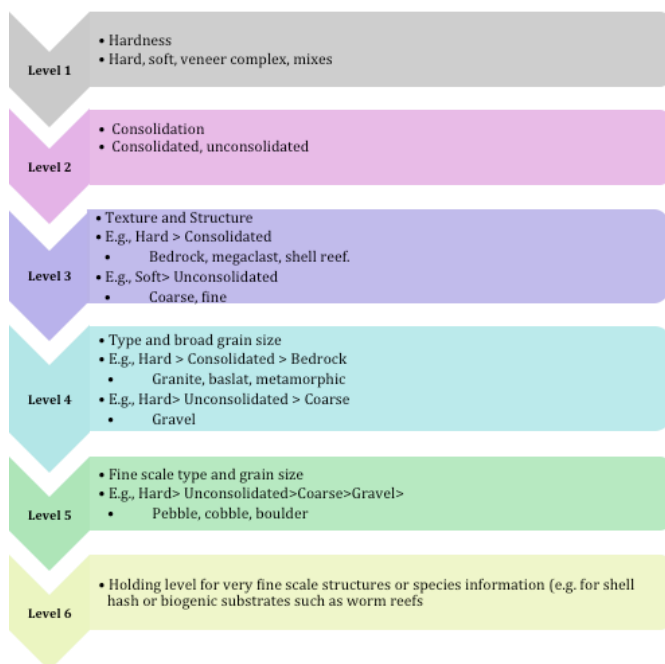 Level 1
• Hardness
• Hard, soft, veneer complex, mixes
Level 2
• Consolidation
• Consolidated, unconsolidated
Level 3
• Texture and Structure
• E.g., Hard > Consolidated
• Bedrock, megaclast, shell reef.
• E.g., Soft> Unconsolidated
• Coarse, fine
Level 4
• Type and broad grain size
• E.g., Hard > Consolidated > Bedrock
• Granite, baslat, metamorphic
• E.g., Hard> Unconsolidated > Coarse
• Gravel
Level 5
• Fine scale type and grain size
• E.g., Hard> Unconsolidated>Coarse>Gravel>
• Pebble, cobble, boulder
Level 6
• Holding level for very fine scale structures or species information (e.g. for shell
hash or biogenic substrates such as worm reefs